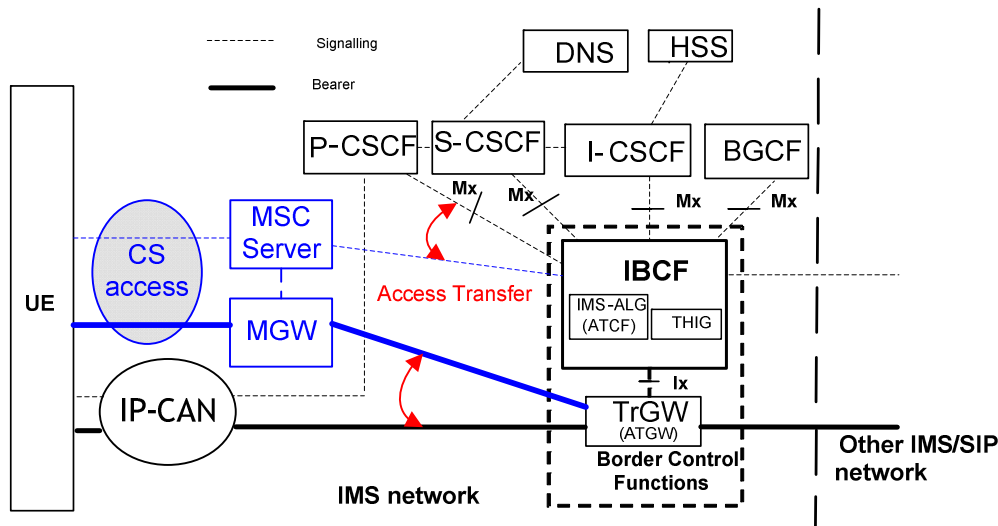 Signalling
Bearer
DNS
HSS
P-CSCF
S-CSCF
I-CSCF
BGCF
Mx
Mx
Mx
Mx
MSC
Server
CS
access
IBCF
Access Transfer
IMS-ALG
(ATCF)
THIG
UE
MGW
Ix
IP-CAN
TrGW
(ATGW)
Border Control
Functions
Other IMS/SIP
network
IMS network